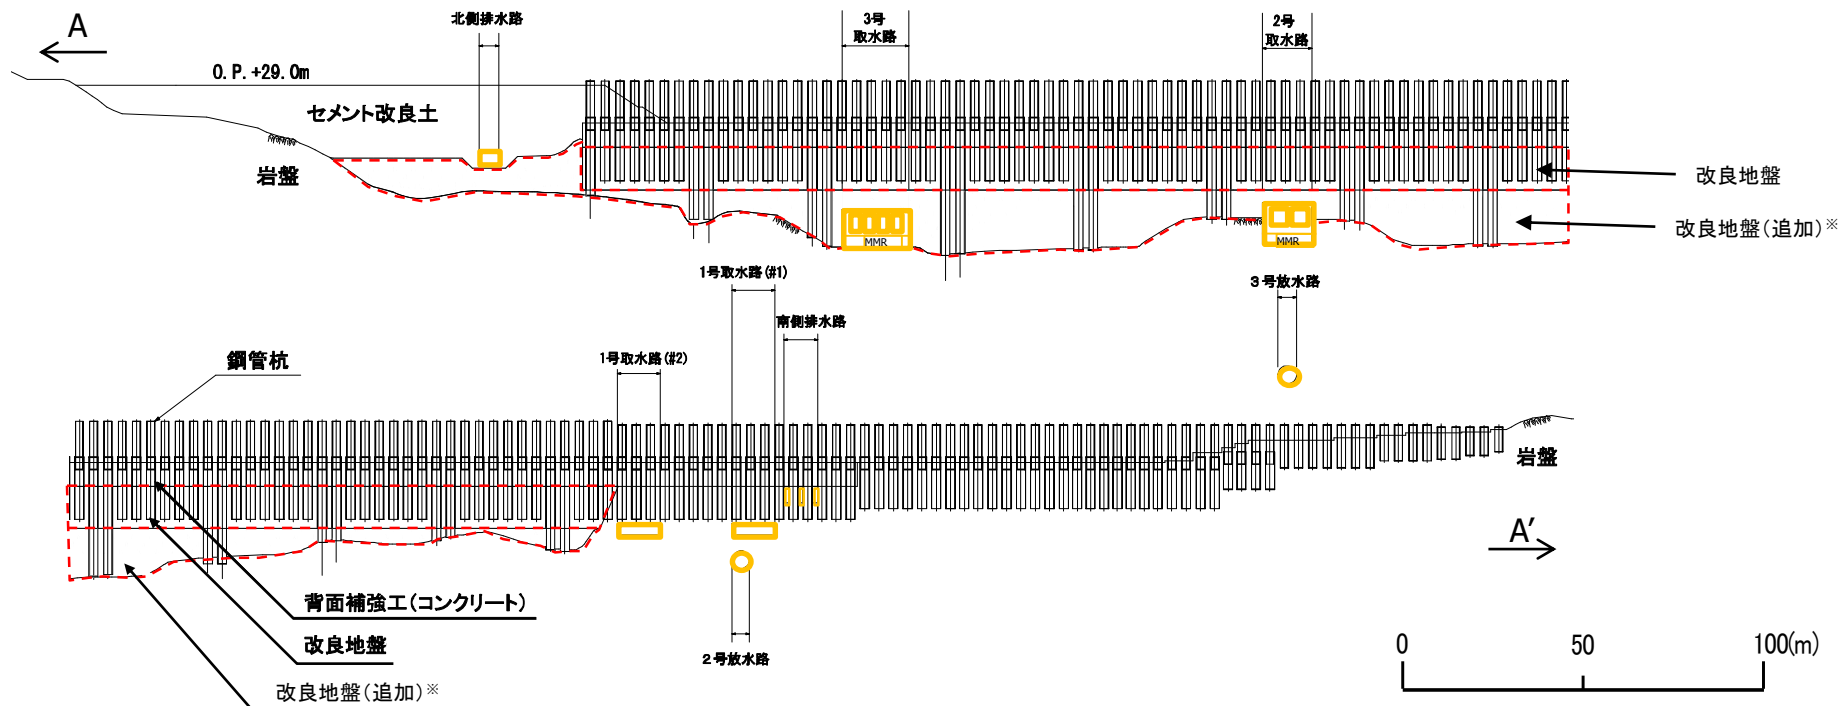 A
北側排水路
3号
取水路
2号
取水路
O.P.+29.0m
セメント改良土
岩盤
改良地盤
改良地盤(追加)※
MMR
MMR
1号取水路(#1)
3号放水路
南側排水路
鋼管杭
1号取水路(#2)
岩盤
A’
背面補強工(コンクリート)
改良地盤
2号放水路
改良地盤(追加)※
0
50
100(m)